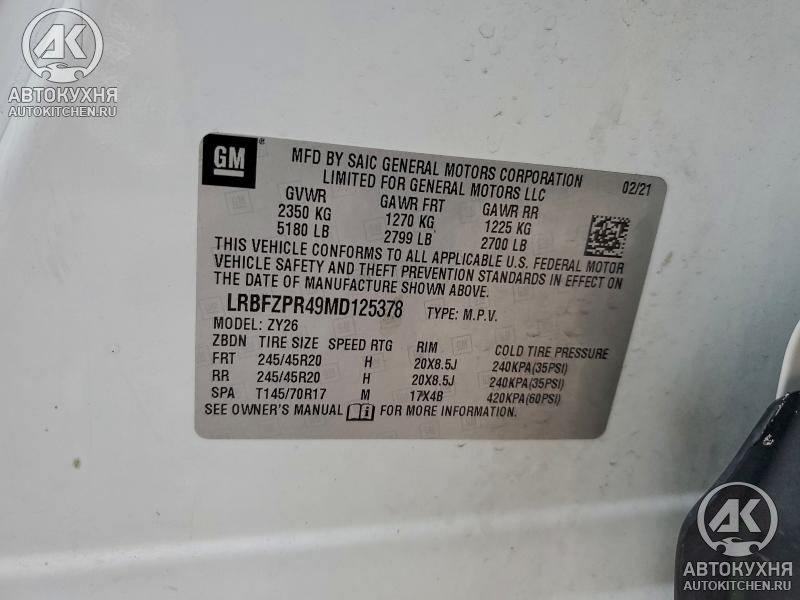 AK
АВТОКУХНЯ
AUTOKITCHEN.RU
GM
MFD BY SAIC GENERAL MOTORS CORPORATION
LIMITED FOR GENERAL MOTORS LLC
02/21
GVWR GAWR FRT GAWR RR
2350 KG 1270 KG 1225 KG
5180 LB 2799 LB 2700 LB
THIS VEHICLE CONFORMS TO ALL APPLICABLE U.S. FEDERAL MOTOR
VEHICLE SAFETY AND THEFT PREVENTION STANDARDS IN EFFECT ON
THE DATE OF MANUFACTURE SHOWN ABOVE.
LRBFZPR49MD125378 TYPE: M.P.V.
MODEL: ZY26
ZBDN TIRE SIZE SPEED RTG RIM COLD TIRE PRESSURE
FRT 245/45R20 H 20X8.5J 240KPA(35PSI)
RR 245/45R20 H 20X8.5J 240KPA(35PSI)
SPA T145/70R17 M 17X4B 420KPA(60PSI)
SEE OWNER'S MANUAL FOR MORE INFORMATION.
AK
АВТОКУХНЯ
AUTOKITCHEN.RU